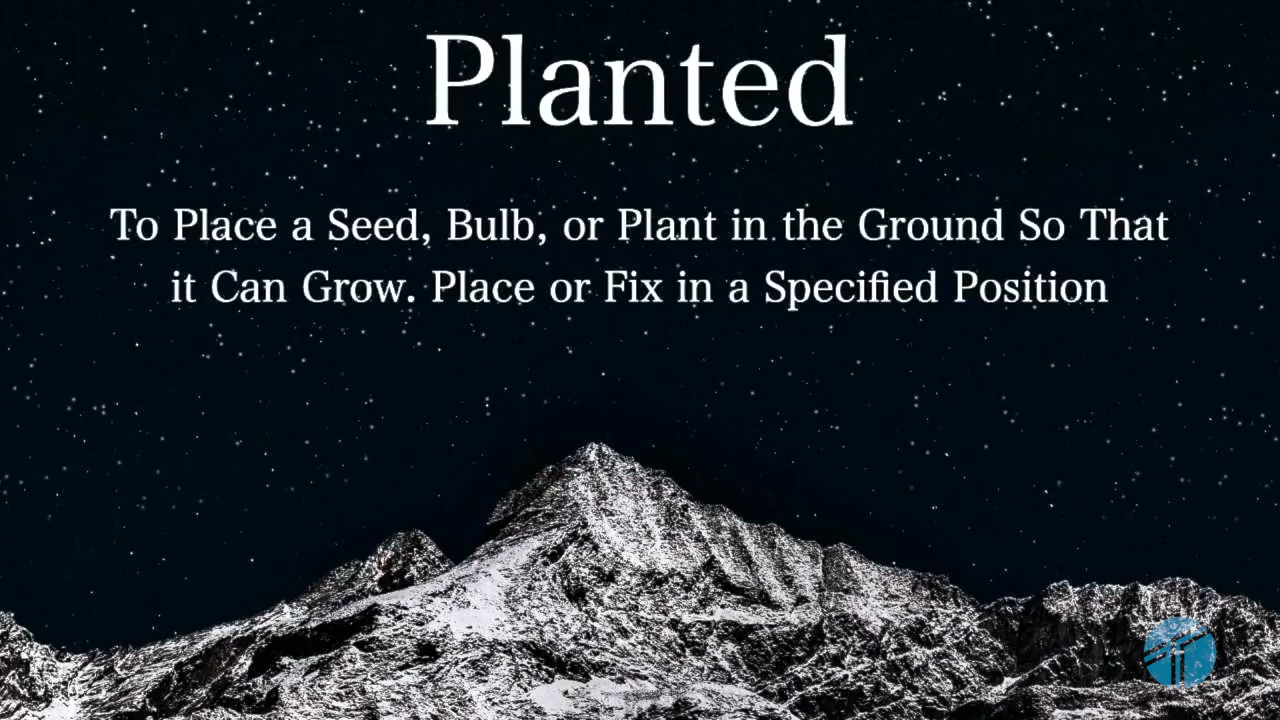 Planted
To Place a Seed, Bulb, or Plant in the Ground So That
it Can Grow. Place or Fix in a Specified Position